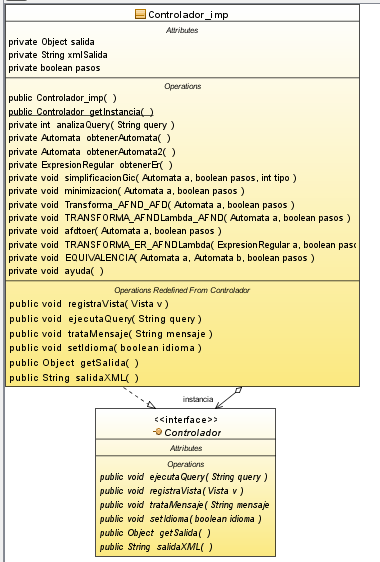 Controlador_imp
Attributes
private Object salida
private String xmlSalida
private boolean pasos
Operations
public Controlador_imp( )
public Controlador getInstancia( )
private int analizaQuery( String query )
private Automata obtenerAutomata( )
private Automata obtenerAutomata2( )
private ExpresionRegular obtenerEr( )
private void simplificacionGic( Automata a, boolean pasos, int tipo )
private void minimizacion( Automata a, boolean pasos )
private void Transforma_AFND_AFD( Automata a, boolean pasos )
private void TRANSFORMA_AFNDLambda_AFND( Automata a, boolean pasos )
private void afdtoer( Automata a, boolean pasos )
private void TRANSFORMA_ER_AFNDLambda( ExpresionRegular a, boolean pasc
private void EQUIVALENCIA( Automata a, Automata b, boolean pasos )
private void ayuda( )
Operations Redefined From Controlador
public void registraVista( Vista v )
public void ejecutaQuery( String query )
public void trataMensaje( String mensaje )
public void setIdioma( boolean idioma )
public Object getSalida( )
public String salidaXML( )
instancia
<<interface>>
Controlador
Attributes
Operations
public void ejecutaQuery( String query )
public void registraVista( Vista v )
public void trataMensaje( String mensaje
public void setIdioma( boolean idioma )
public Object getSalida( )
public String salidaXML( )